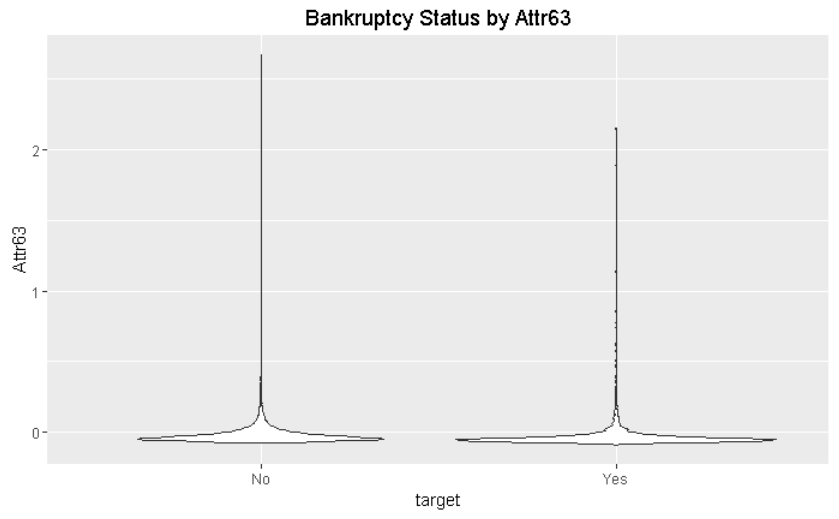 Bankruptcy Status by Attr63
Attr63
2
1
0
No
Yes
target